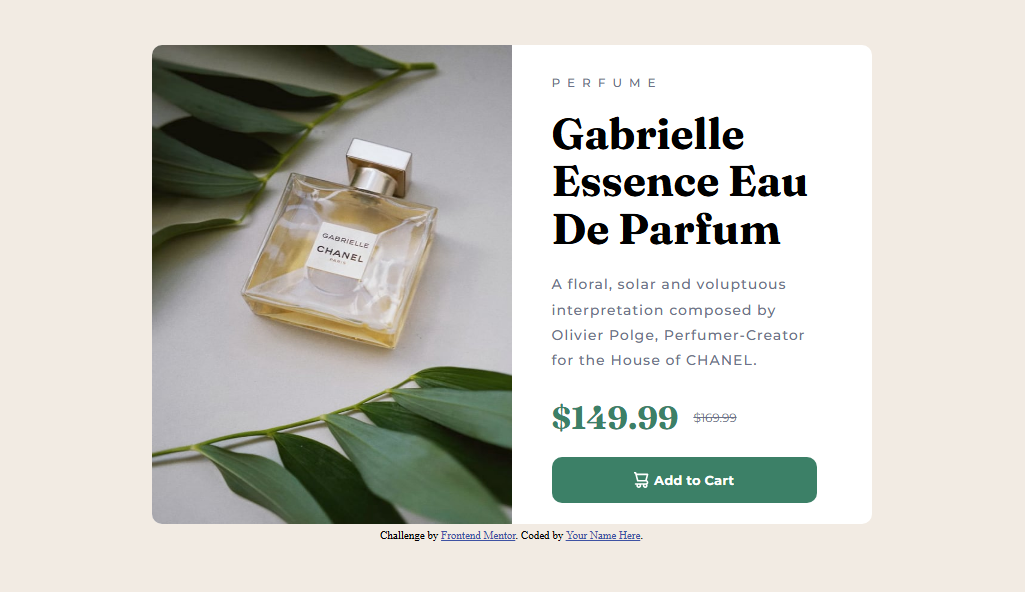 GABRIELLE
CHANEL
PARIS
PERFUME
Gabrielle
Essence Eau
De Parfum
A floral, solar and voluptuous
interpretation composed by
Olivier Polge, Perfumer-Creator
for the House of CHANEL.
$149.99 $169.99
Add to Cart
Challenge by Frontend Mentor. Coded by Your Name Here.